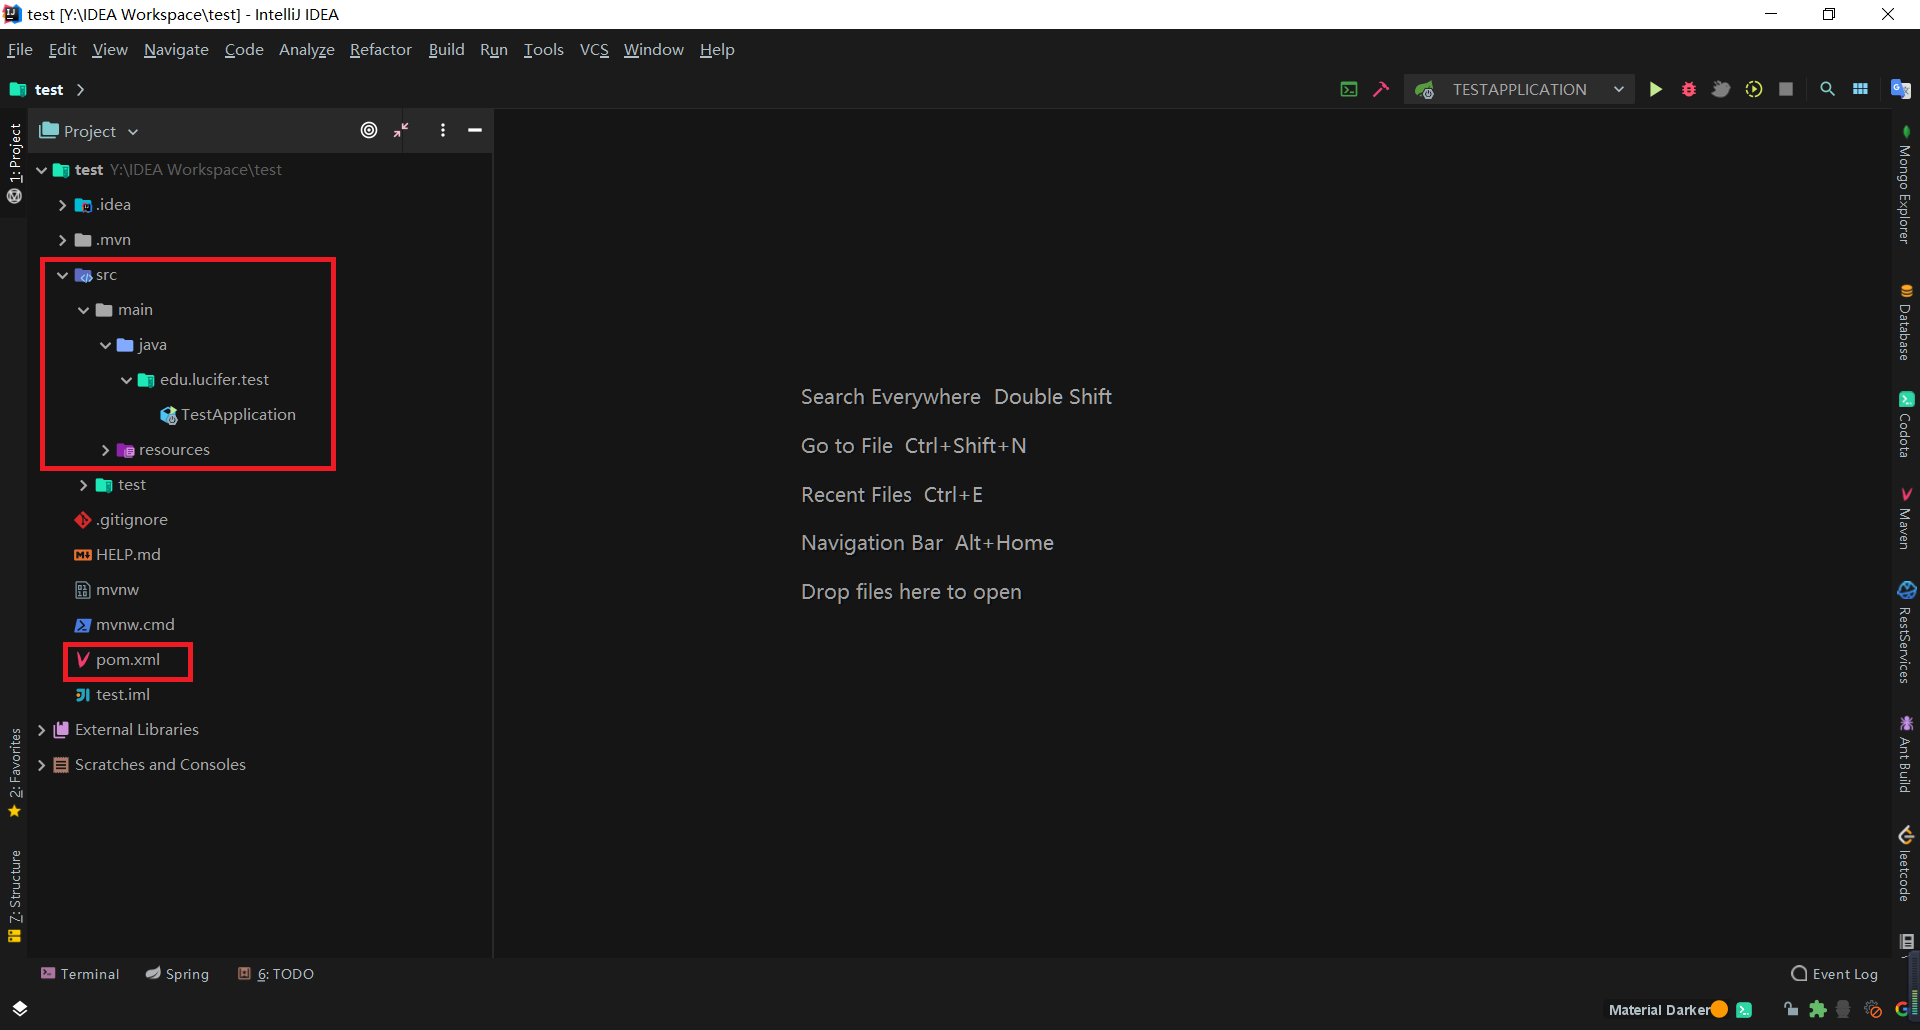 test [Y:\IDEA Workspace\test] - IntelliJ IDEA
File Edit View Navigate Code Analyze Refactor Build Run Tools VCS Window Help
test
TESTAPPLICATION
1: Project
Project
test Y:\IDEA Workspace\test
.idea
.mvn
src
main
java
edu.lucifer.test
TestApplication
resources
test
.gitignore
HELP.md
mvnw
mvnw.cmd
pom.xml
test.iml
External Libraries
Scratches and Consoles
2: Favorites
7: Structure
Search Everywhere Double Shift
Go to File Ctrl+Shift+N
Recent Files Ctrl+E
Navigation Bar Alt+Home
Drop files here to open
Mongo Explorer
Database
Codota
Maven
RestServices
Ant Build
leetcode
Terminal Spring 6: TODO
Event Log
Material Darker